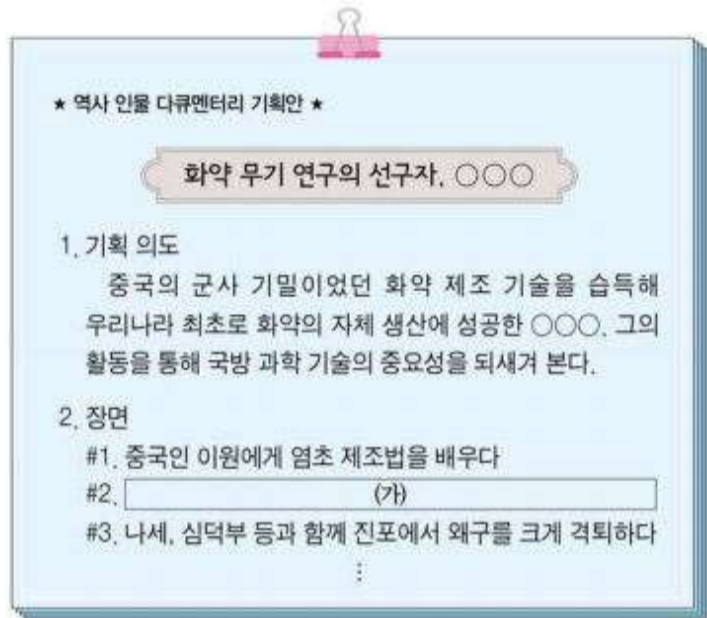 ★ 역사 인물 다큐멘터리 기획안 ★
화약 무기 연구의 선구자, ○○○
1. 기획 의도
중국의 군사 기밀이었던 화약 제조 기술을 습득해
우리나라 최초로 화약의 자체 생산에 성공한 ○○○. 그의
활동을 통해 국방 과학 기술의 중요성을 되새겨 본다.
2. 장면
#1. 중국인 이원에게 염초 제조법을 배우다
#2. (가)
#3. 나세, 심덕부 등과 함께 진포에서 왜구를 크게 격퇴하다
⋮